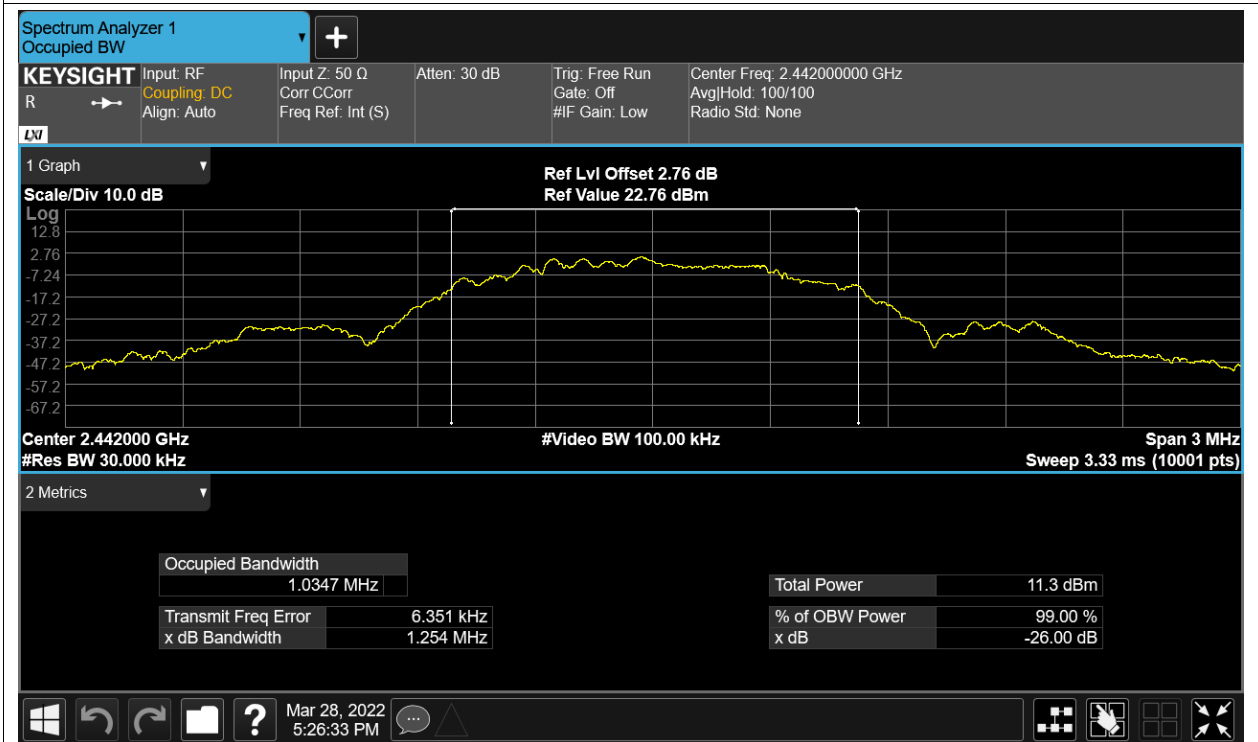 Spectrum Analyzer 1
Occupied BW
KEYSIGHT Input: RF Input Z: 50 Ω Atten: 30 dB Trig: Free Run Center Freq: 2.442000000 GHz
R Coupling: DC Corr CCorr Gate: Off Avg|Hold: 100/100
Align: Auto Freq Ref: Int (S) #IF Gain: Low Radio Std: None
LXI
1 Graph
Ref Lvl Offset 2.76 dB
Scale/Div 10.0 dB Ref Value 22.76 dBm
Log
12.8
2.76
-7.24
-17.2
-27.2
-37.2
-47.2
-57.2
-67.2
Center 2.442000 GHz #Video BW 100.00 kHz Span 3 MHz
#Res BW 30.000 kHz Sweep 3.33 ms (10001 pts)
2 Metrics
Occupied Bandwidth
1.0347 MHz Total Power 11.3 dBm
Transmit Freq Error 6.351 kHz % of OBW Power 99.00 %
x dB Bandwidth 1.254 MHz x dB -26.00 dB
? Mar 28, 2022
5:26:33 PM